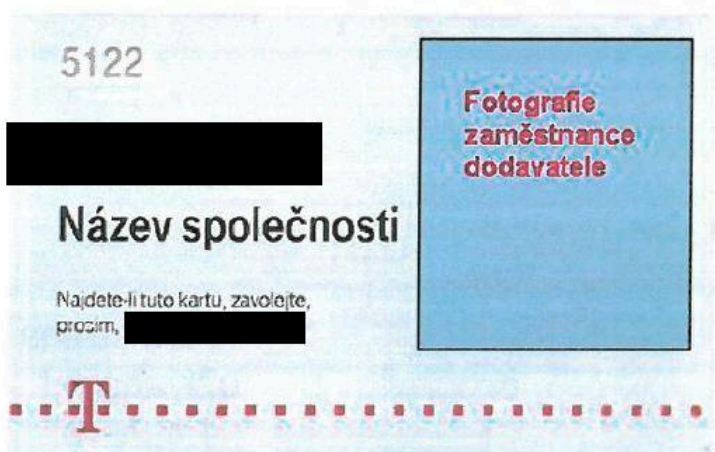 5122
Fotografie
zaměstnance
dodavatele
Název společnosti
Najdete-li tuto kartu, zavolejte,
prosím,
T